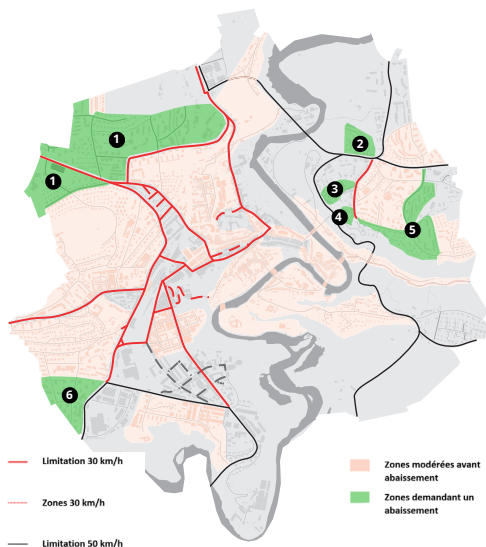 1
1
2
3
4
5
6
Limitation 30 km/h
Zones 30 km/h
Limitation 50 km/h
Zones modérées avant
abaissement
Zones demandant un
abaissement